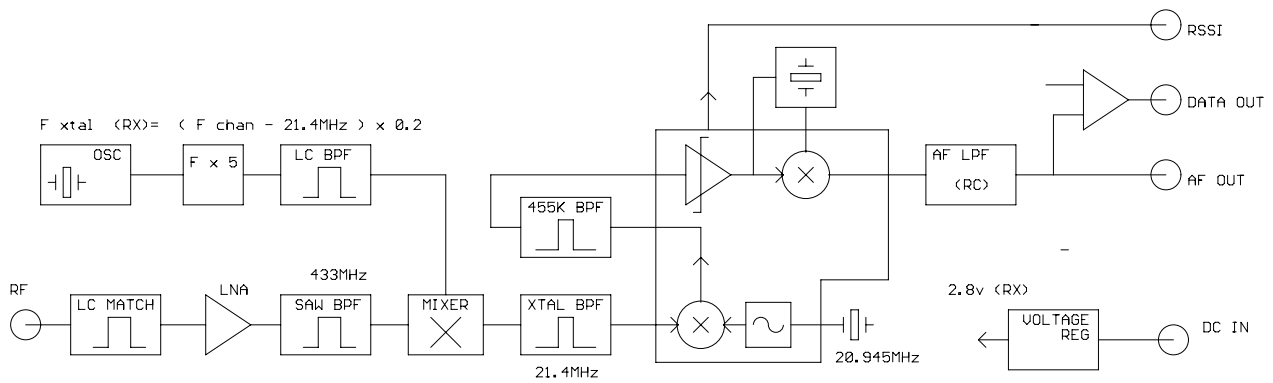 RSSI
DATA OUT
F xtal (RX)= ( F chan - 21.4MHz ) x 0.2
OSC
F x 5
LC BPF
AF LPF
(RC)
AF OUT
455K BPF
433MHz
RF
LNA
2.8v (RX)
LC MATCH
SAW BPF
MIXER
XTAL BPF
VOLTAGE
REG
DC IN
20.945MHz
21.4MHz